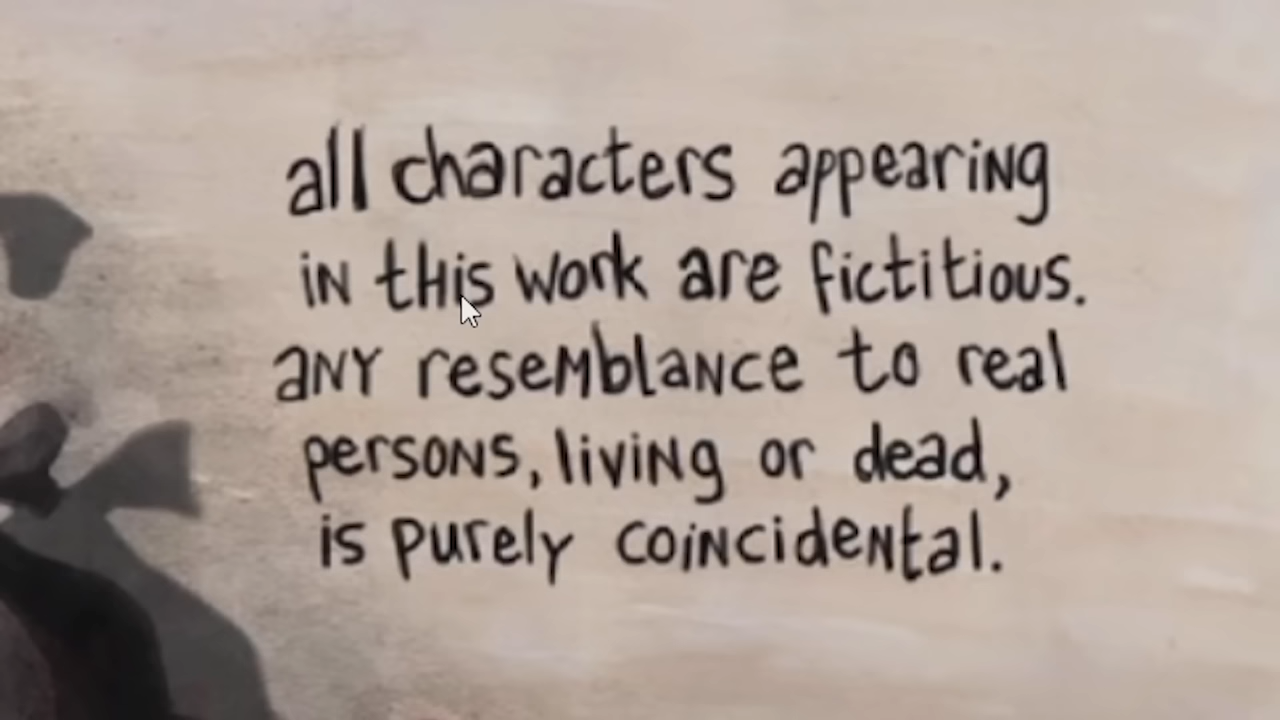 all characters appearing
in this work are fictitious.
any resemblance to real
persons, living or dead,
is purely coincidental.